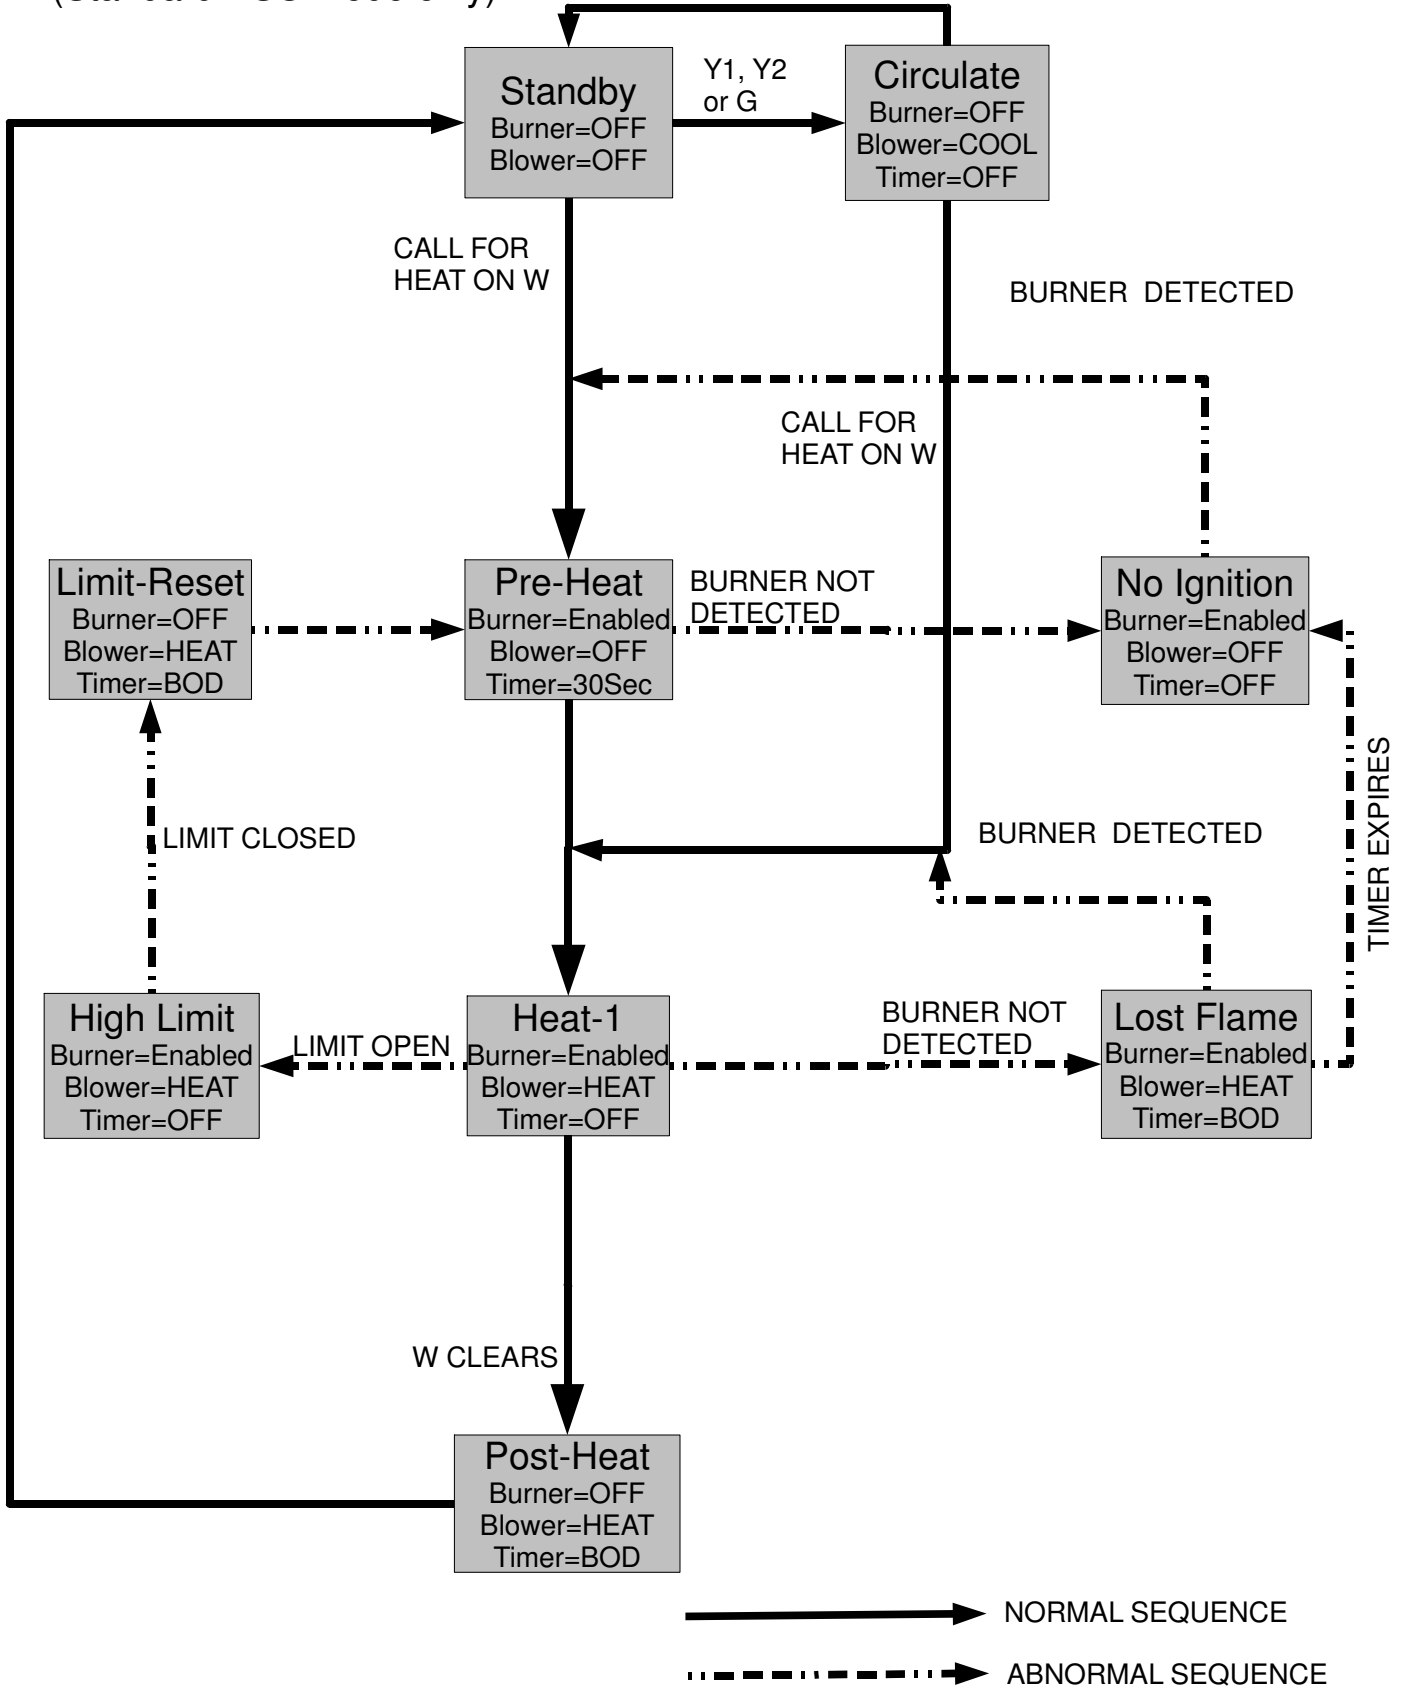 Standby
Burner=OFF
Blower=OFF
Y1, Y2
or G
Circulate
Burner=OFF
Blower=COOL
Timer=OFF
CALL FOR
HEAT ON W
BURNER DETECTED
CALL FOR
HEAT ON W
Limit-Reset
Burner=OFF
Blower=HEAT
Timer=BOD
Pre-Heat
Burner=Enabled
Blower=OFF
Timer=30Sec
BURNER NOT
DETECTED
No Ignition
Burner=Enabled
Blower=OFF
Timer=OFF
LIMIT CLOSED
BURNER DETECTED
TIMER EXPIRES
High Limit
Burner=Enabled
Blower=HEAT
Timer=OFF
LIMIT OPEN
Heat-1
Burner=Enabled
Blower=HEAT
Timer=OFF
BURNER NOT
DETECTED
Lost Flame
Burner=Enabled
Blower=HEAT
Timer=BOD
W CLEARS
Post-Heat
Burner=OFF
Blower=HEAT
Timer=BOD
NORMAL SEQUENCE
ABNORMAL SEQUENCE